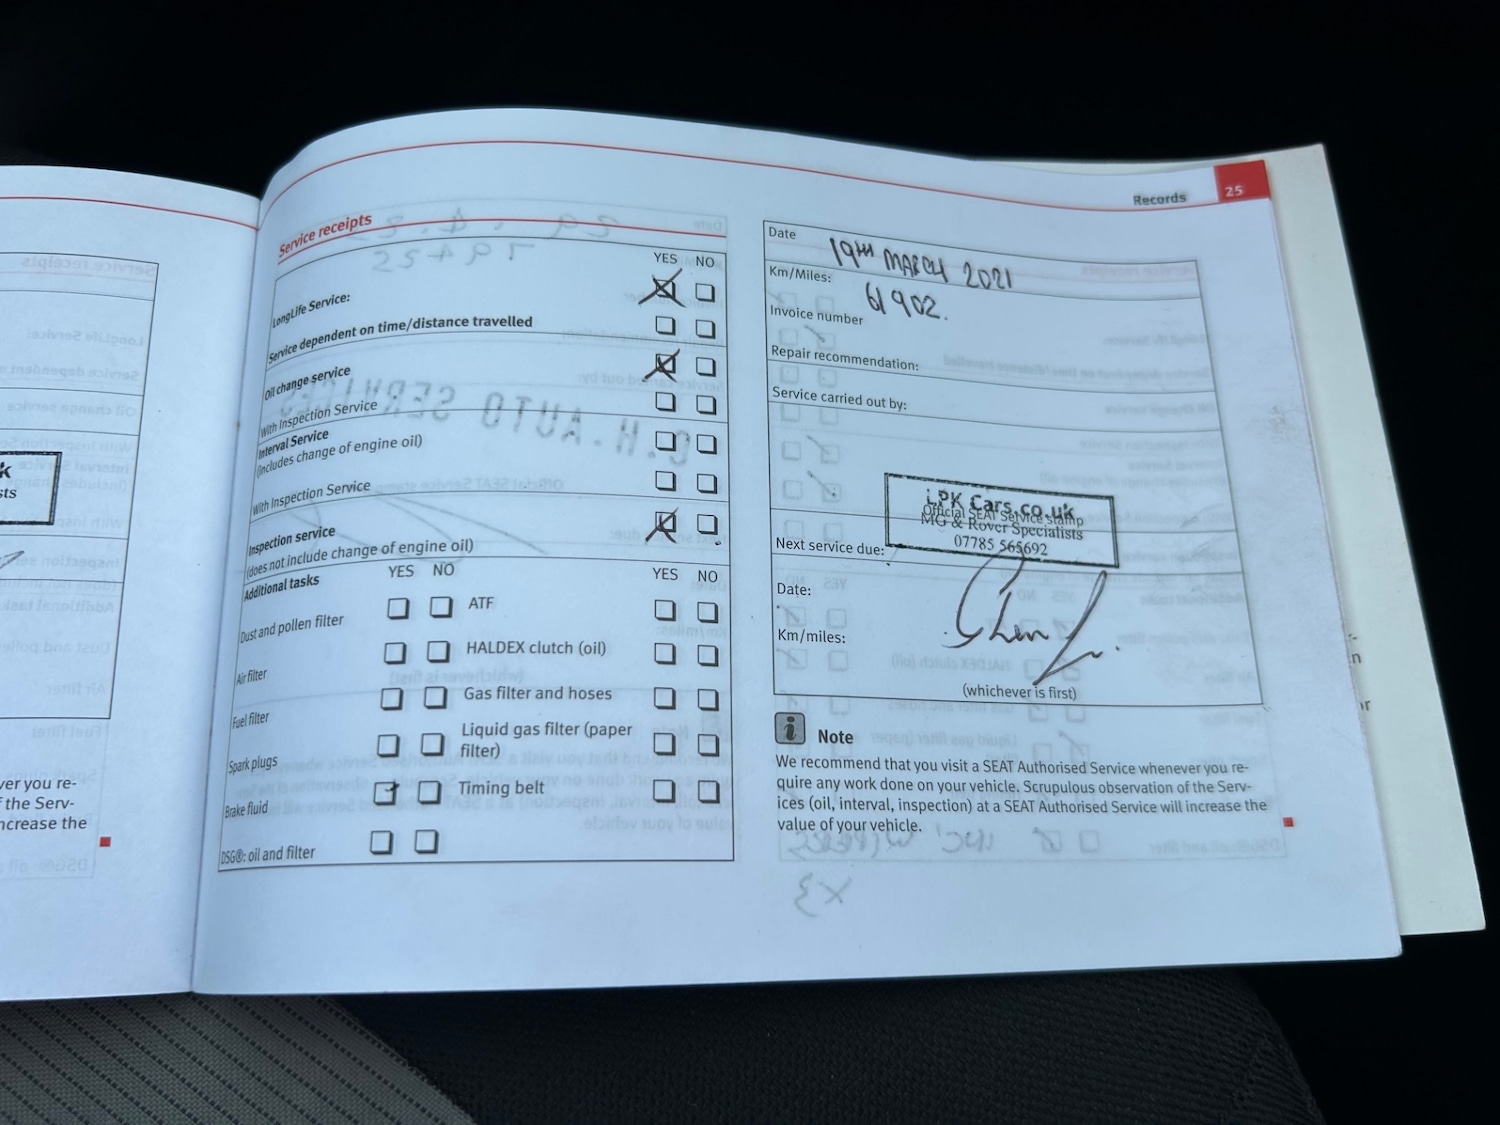 Records
25
Service receipts
YES NO
LongLife Service:
Service dependent on time/distance travelled
Oil change service
With Inspection Service
Interval Service
(includes change of engine oil)
With Inspection Service
Inspection service
(does not include change of engine oil)
Additional tasks
YES NO
YES NO
Dust and pollen filter
ATF
Air filter
HALDEX clutch (oil)
Fuel filter
Gas filter and hoses
Spark plugs
Liquid gas filter (paper
filter)
Brake fluid
Timing belt
DSG®: oil and filter
Date
19TH MARCH 2021
Km/Miles:
61902.
Invoice number
Repair recommendation:
Service carried out by:
LPK Cars.co.uk
Official SEAT Service stamp
MG & Rover Specialists
07785 565692
Next service due:
Date:
Km/miles:
(whichever is first)
i Note
We recommend that you visit a SEAT Authorised Service whenever you re-
quire any work done on your vehicle. Scrupulous observation of the Serv-
ices (oil, interval, inspection) at a SEAT Authorised Service will increase the
value of your vehicle.
k
sts
ver you re-
f the Serv-
ncrease the